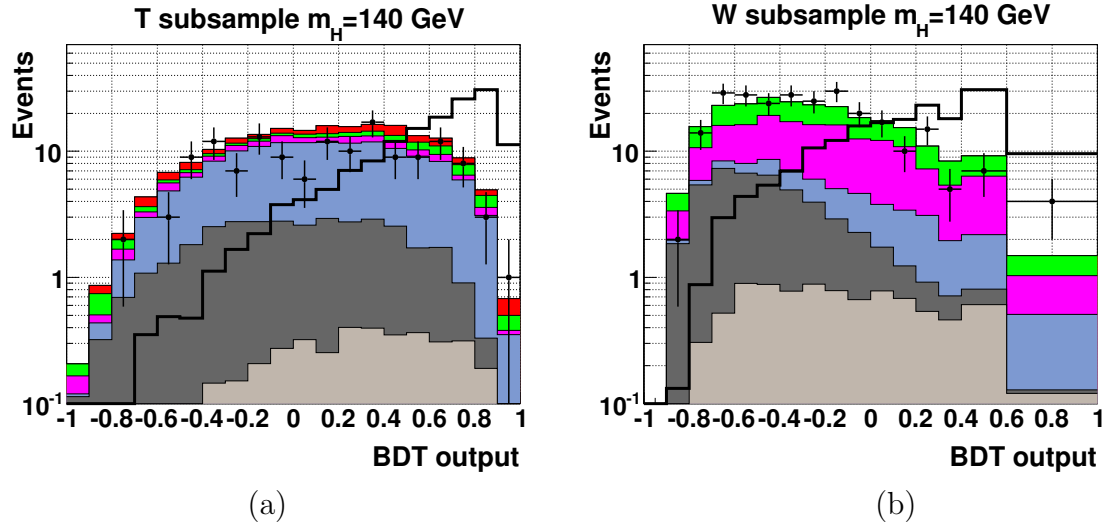 T subsample m_H=140 GeV
Events
10
1
10^-1
-1 -0.8 -0.6 -0.4 -0.2 0 0.2 0.4 0.6 0.8 1
BDT output
(a)
W subsample m_H=140 GeV
Events
10
1
10^-1
-1 -0.8 -0.6 -0.4 -0.2 0 0.2 0.4 0.6 0.8 1
BDT output
(b)